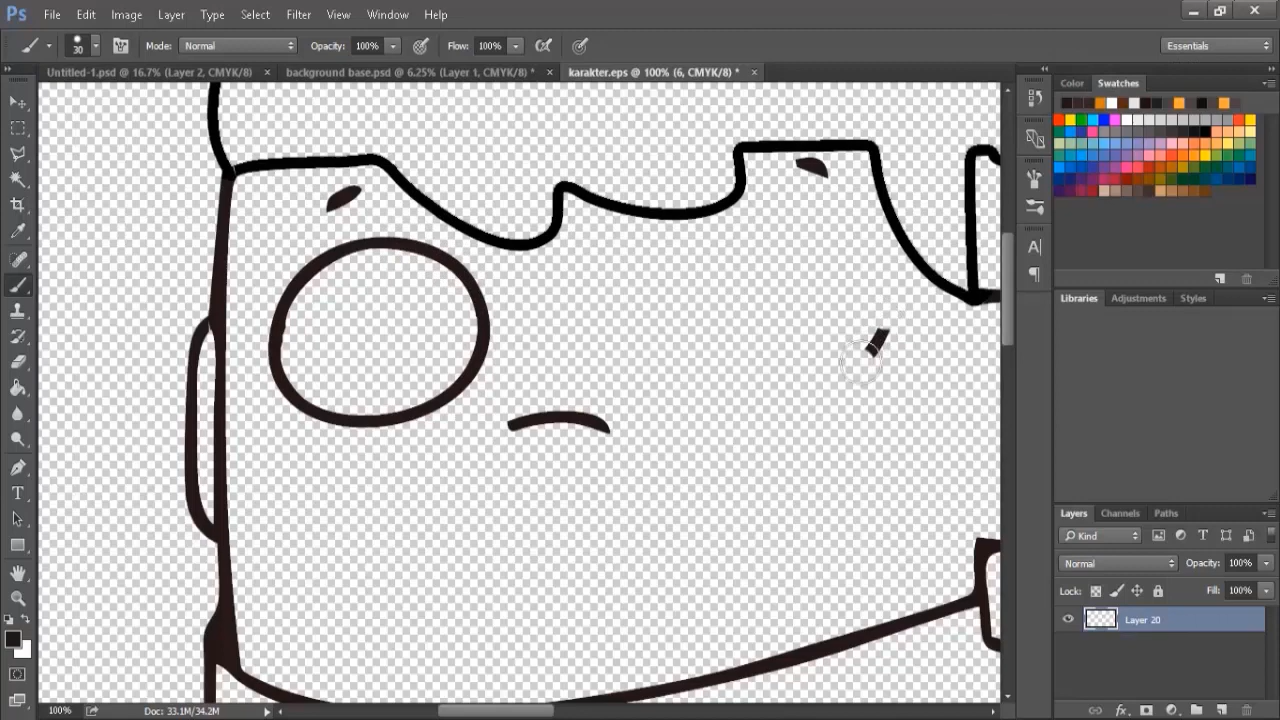 Ps File Edit Image Layer Type Select Filter View Window Help
30 Mode: Normal Opacity: 100% Flow: 100% Essentials
Untitled-1.psd @ 16.7% (Layer 2, CMYK/8) × background base.psd @ 6.25% (Layer 1, CMYK/8) * × karakter.eps @ 100% (6, CMYK/8) * ×
Color Swatches
Libraries Adjustments Styles
Layers Channels Paths
Kind
Normal Opacity: 100%
Lock: Fill: 100%
Layer 20
fx
100% Doc: 33.1M/34.2M